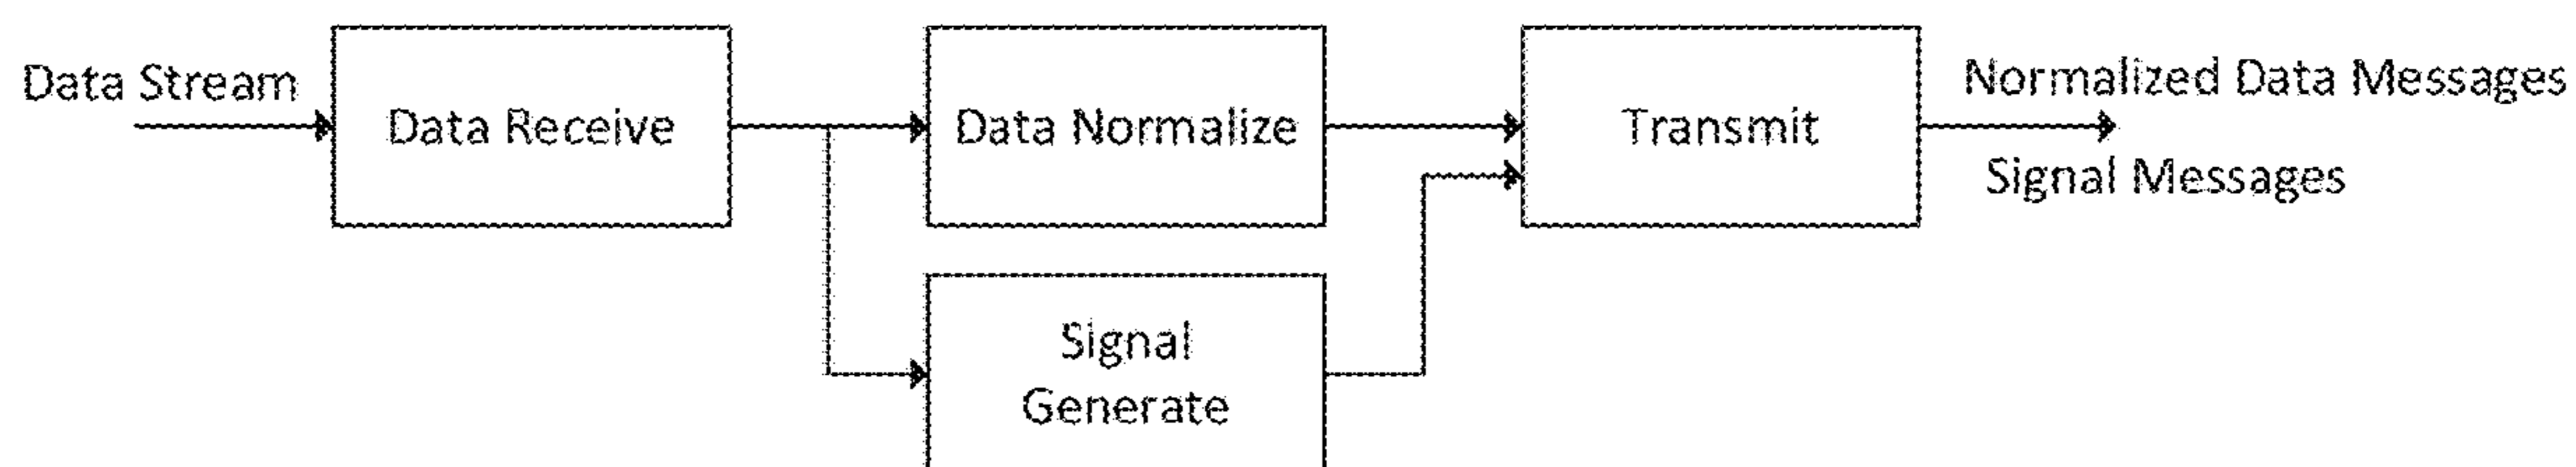 Data Stream
Data Receive
Data Normalize
Transmit
Normalized Data Messages
Signal Messages
Signal
Generate